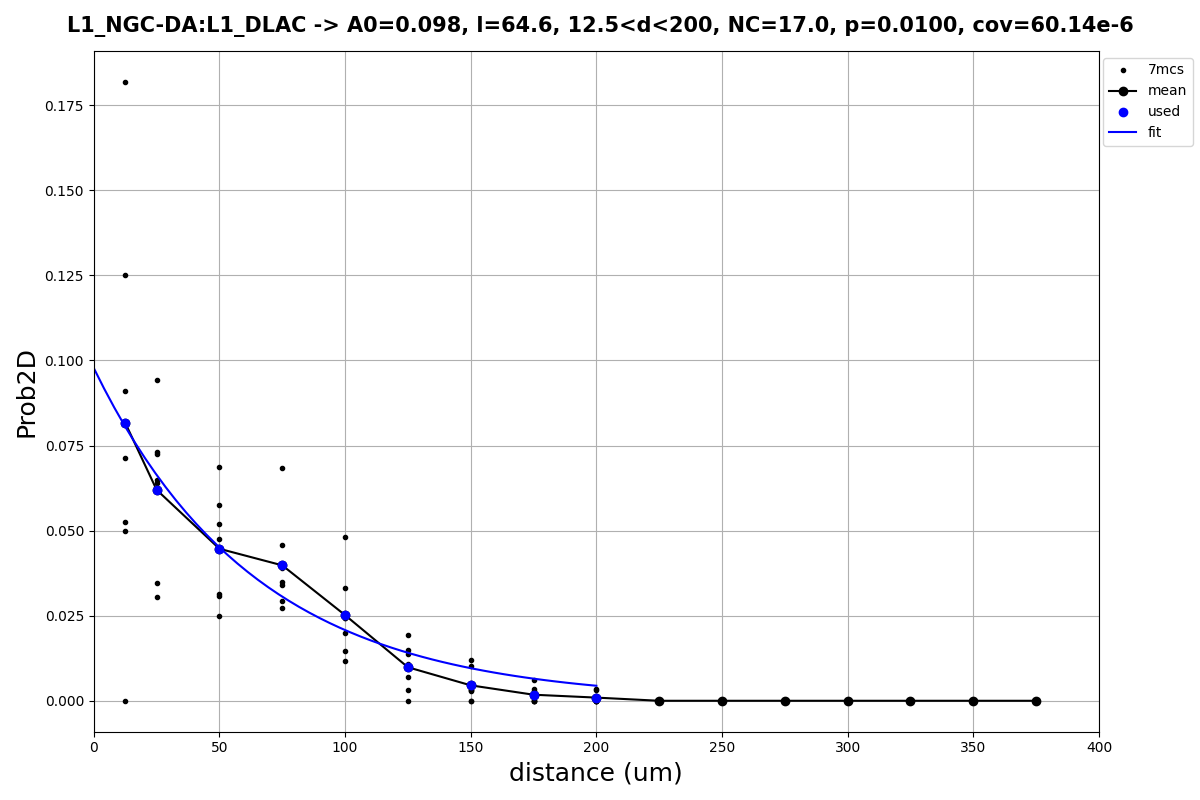 L1_NGC-DA:L1_DLAC -> A0=0.098, l=64.6, 12.5<d<200, NC=17.0, p=0.0100, cov=60.14e-6
7mcs
mean
used
fit
Prob2D
0.175
0.150
0.125
0.100
0.075
0.050
0.025
0.000
0 50 100 150 200 250 300 350 400
distance (um)